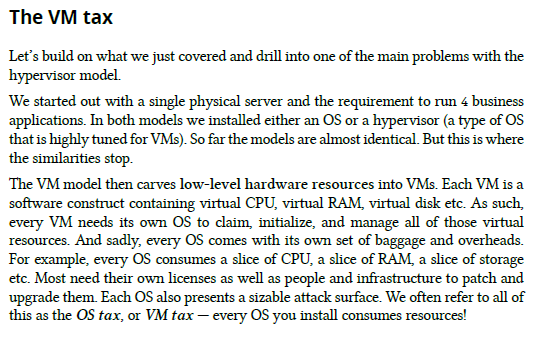 The VM tax
Let’s build on what we just covered and drill into one of the main problems with the
hypervisor model.
We started out with a single physical server and the requirement to run 4 business
applications. In both models we installed either an OS or a hypervisor (a type of OS
that is highly tuned for VMs). So far the models are almost identical. But this is where
the similarities stop.
The VM model then carves low-level hardware resources into VMs. Each VM is a
software construct containing virtual CPU, virtual RAM, virtual disk etc. As such,
every VM needs its own OS to claim, initialize, and manage all of those virtual
resources. And sadly, every OS comes with its own set of baggage and overheads.
For example, every OS consumes a slice of CPU, a slice of RAM, a slice of storage
etc. Most need their own licenses as well as people and infrastructure to patch and
upgrade them. Each OS also presents a sizable attack surface. We often refer to all of
this as the OS tax, or VM tax — every OS you install consumes resources!